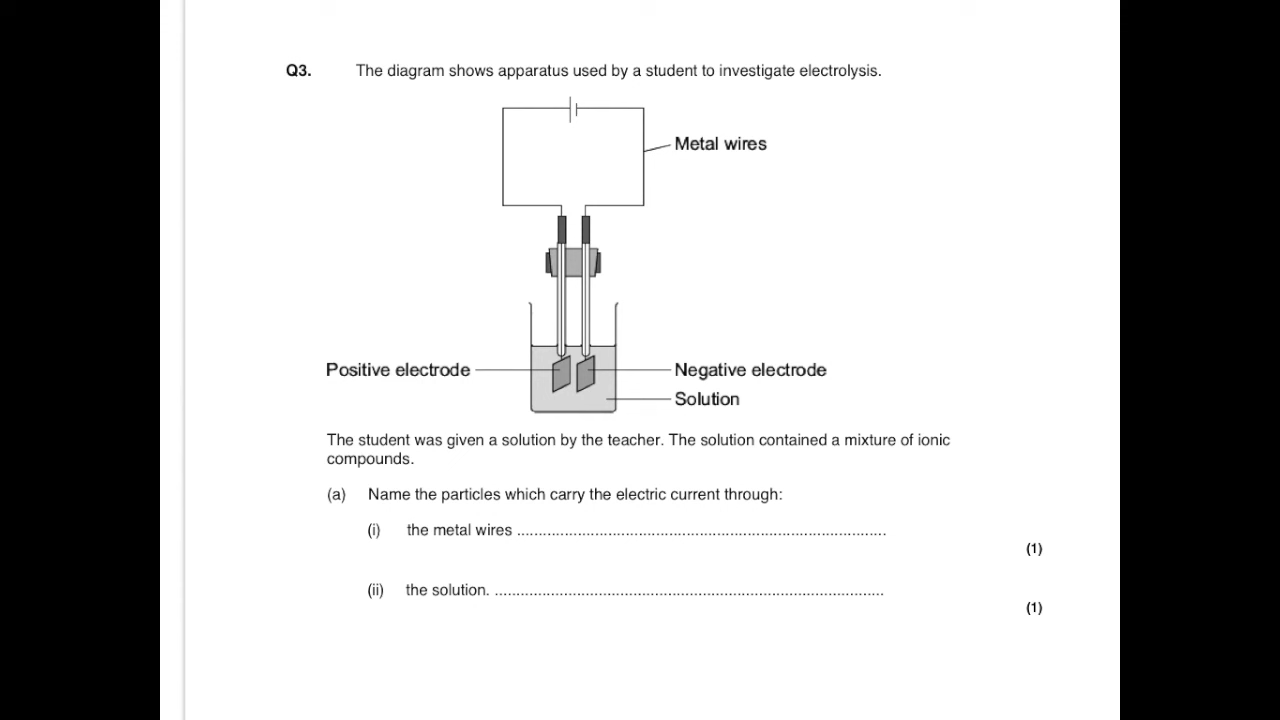 Q3. The diagram shows apparatus used by a student to investigate electrolysis.
Metal wires
Positive electrode
Negative electrode
Solution
The student was given a solution by the teacher. The solution contained a mixture of ionic
compounds.
(a) Name the particles which carry the electric current through:
(i) the metal wires ......................................................................................
(1)
(ii) the solution. ..........................................................................................
(1)